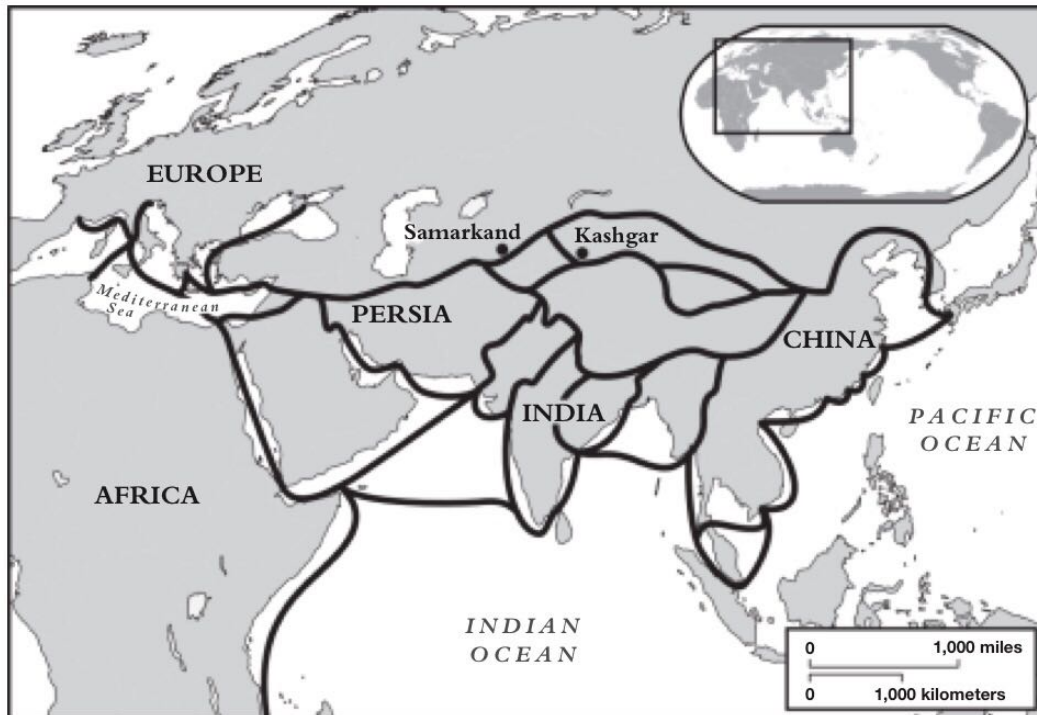 EUROPE
Samarkand
Kashgar
Mediterranean
Sea
PERSIA
CHINA
INDIA
PACIFIC
OCEAN
AFRICA
INDIAN
OCEAN
0 1,000 miles
0 1,000 kilometers